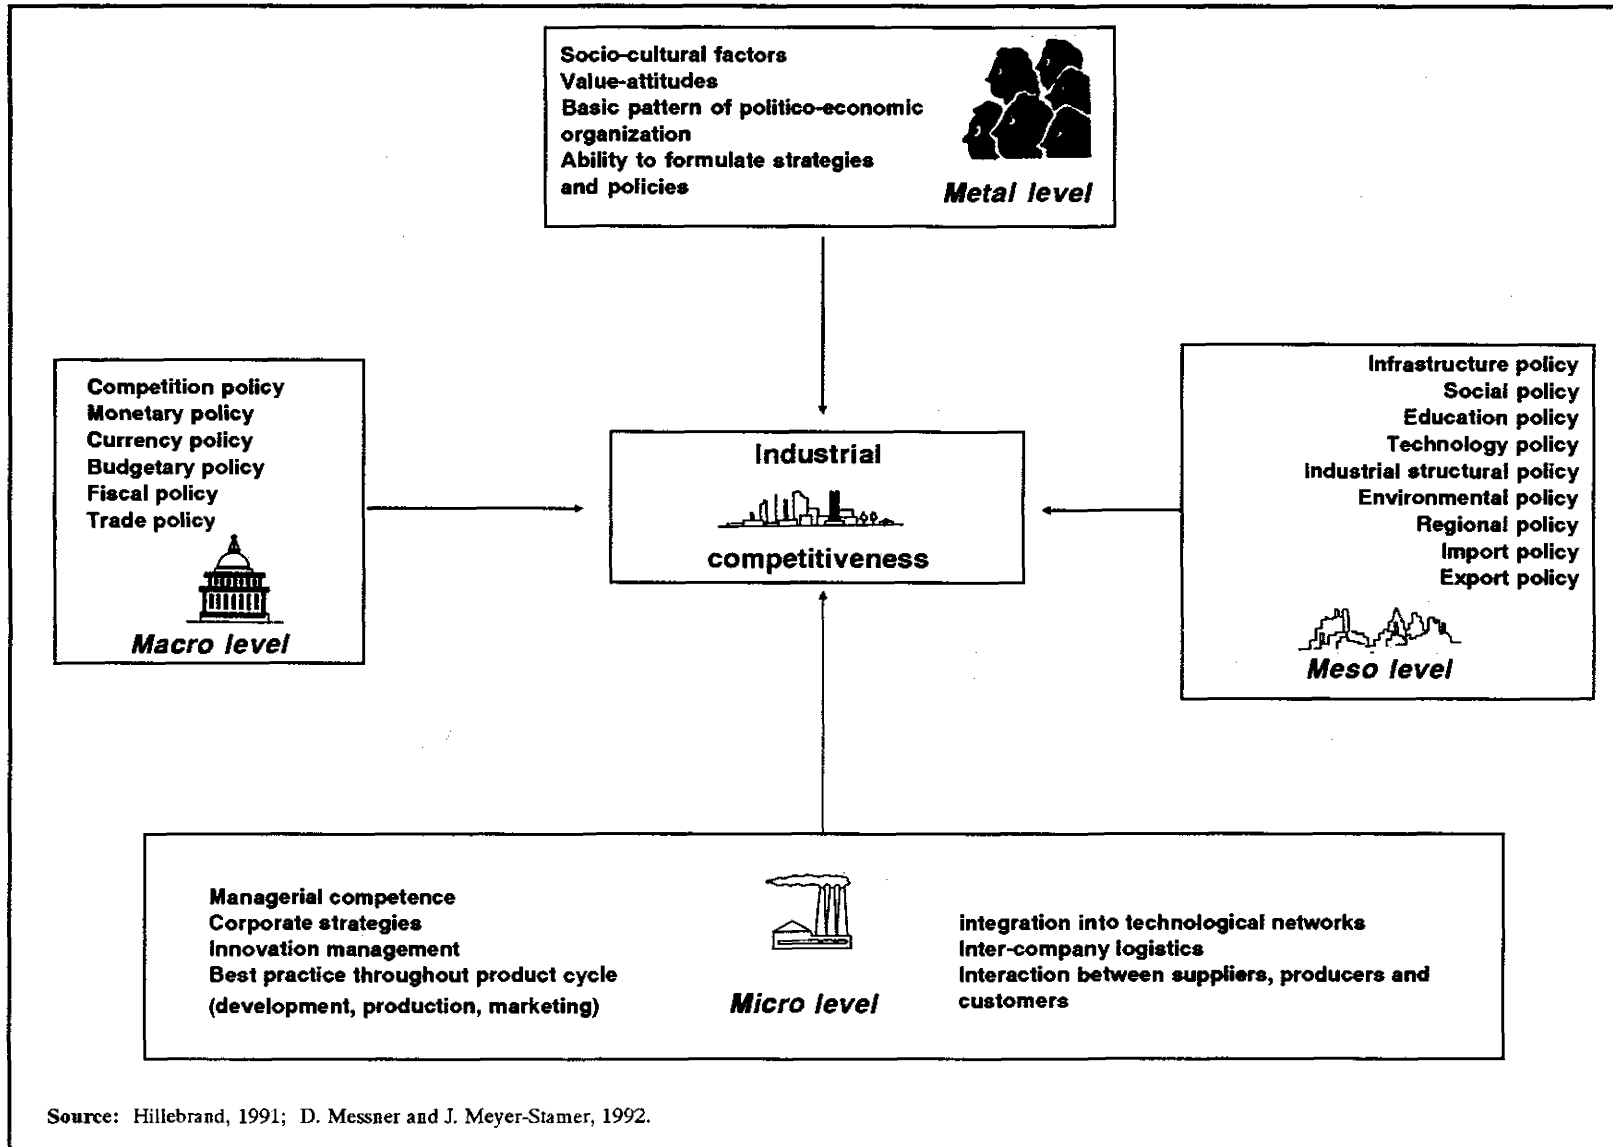 Socio-cultural factors
Value-attitudes
Basic pattern of politico-economic
organization
Ability to formulate strategies
and policies
Metal level
Competition policy
Monetary policy
Currency policy
Budgetary policy
Fiscal policy
Trade policy
Macro level
Industrial
competitiveness
Infrastructure policy
Social policy
Education policy
Technology policy
Industrial structural policy
Environmental policy
Regional policy
Import policy
Export policy
Meso level
Managerial competence
Corporate strategies
Innovation management
Best practice throughout product cycle
(development, production, marketing)
Micro level
integration into technological networks
Inter-company logistics
Interaction between suppliers, producers and
customers
Source: Hillebrand, 1991; D. Messner and J. Meyer-Stamer, 1992.